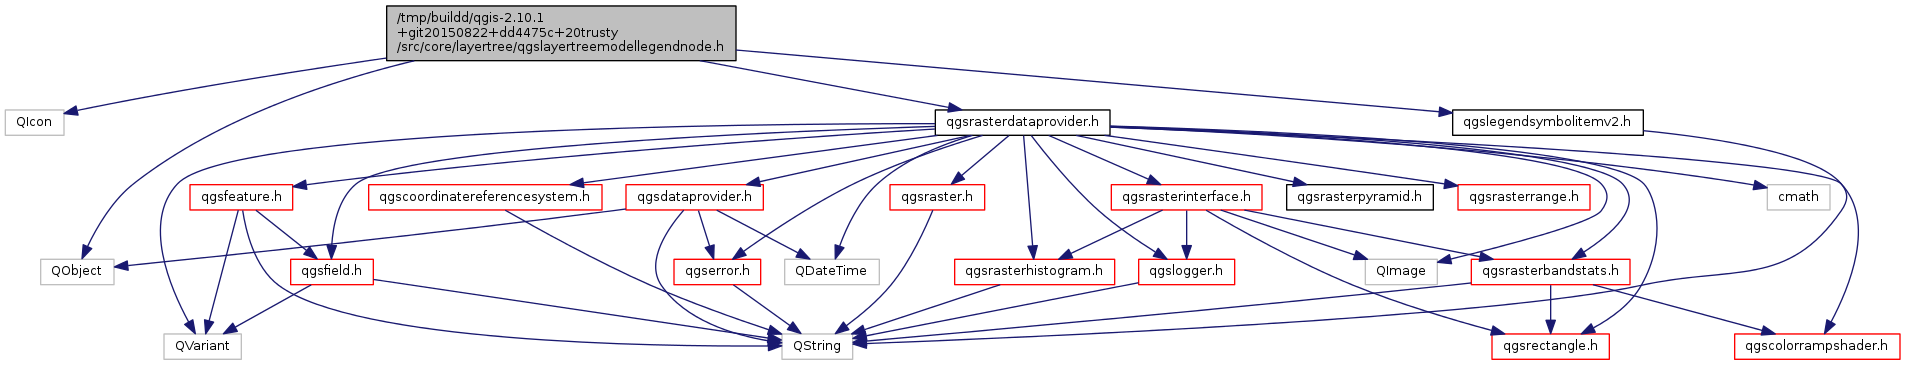 /tmp/buildd/qgis-2.10.1
+git20150822+dd4475c+20trusty
/src/core/layertree/qgslayertreemodellegendnode.h
QIcon
qgsrasterdataprovider.h
qgslegendsymbolitemv2.h
qgsfeature.h
qgscoordinatereferencesystem.h
qgsdataprovider.h
qgsraster.h
qgsrasterinterface.h
qgsrasterpyramid.h
qgsrasterrange.h
cmath
QObject
qgsfield.h
qgserror.h
QDateTime
qgsrasterhistogram.h
qgslogger.h
QImage
qgsrasterbandstats.h
QVariant
QString
qgsrectangle.h
qgscolorrampshader.h